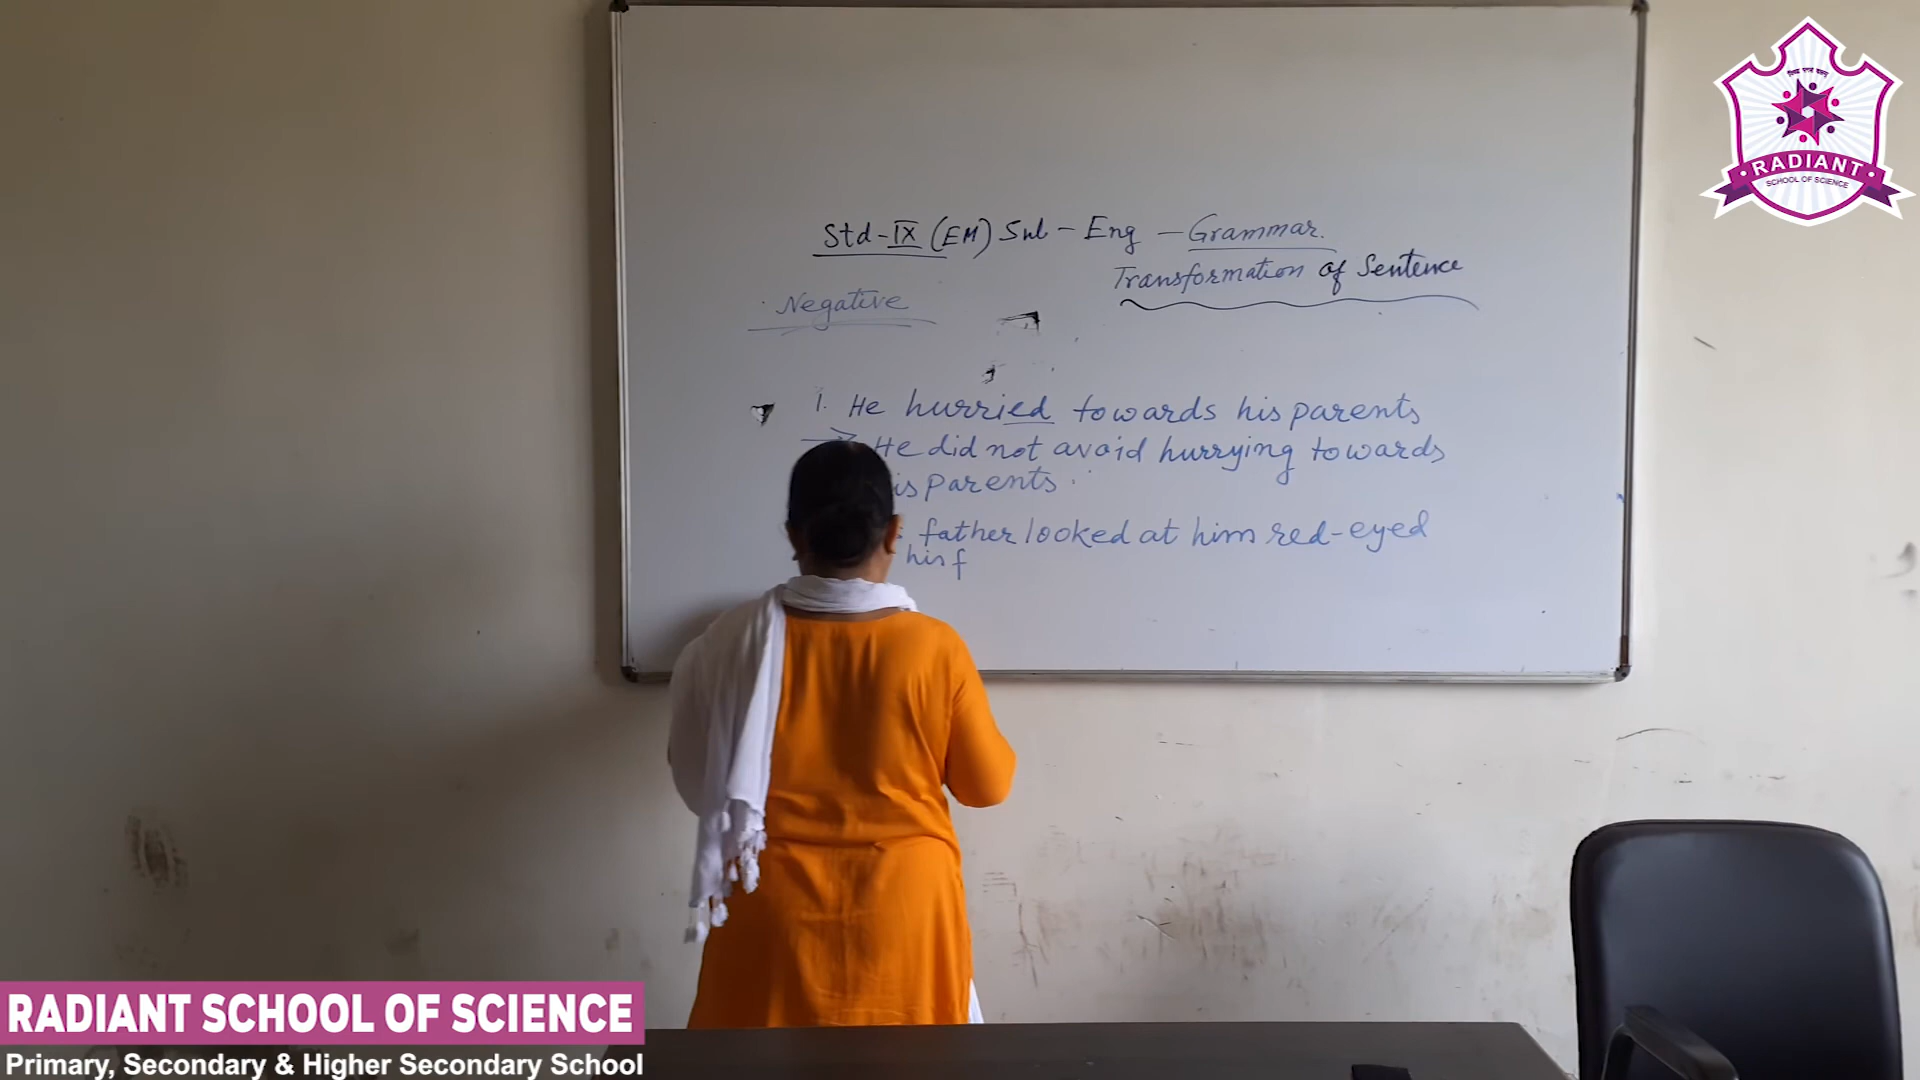 Std-IX (EM) Sub - Eng - Grammar.
Transformation of Sentence
Negative
1. He hurried towards his parents
→ He did not avoid hurrying towards
is parents.
father looked at him red-eyed
his f
RADIANT
SCHOOL OF SCIENCE
RADIANT SCHOOL OF SCIENCE
Primary, Secondary & Higher Secondary School